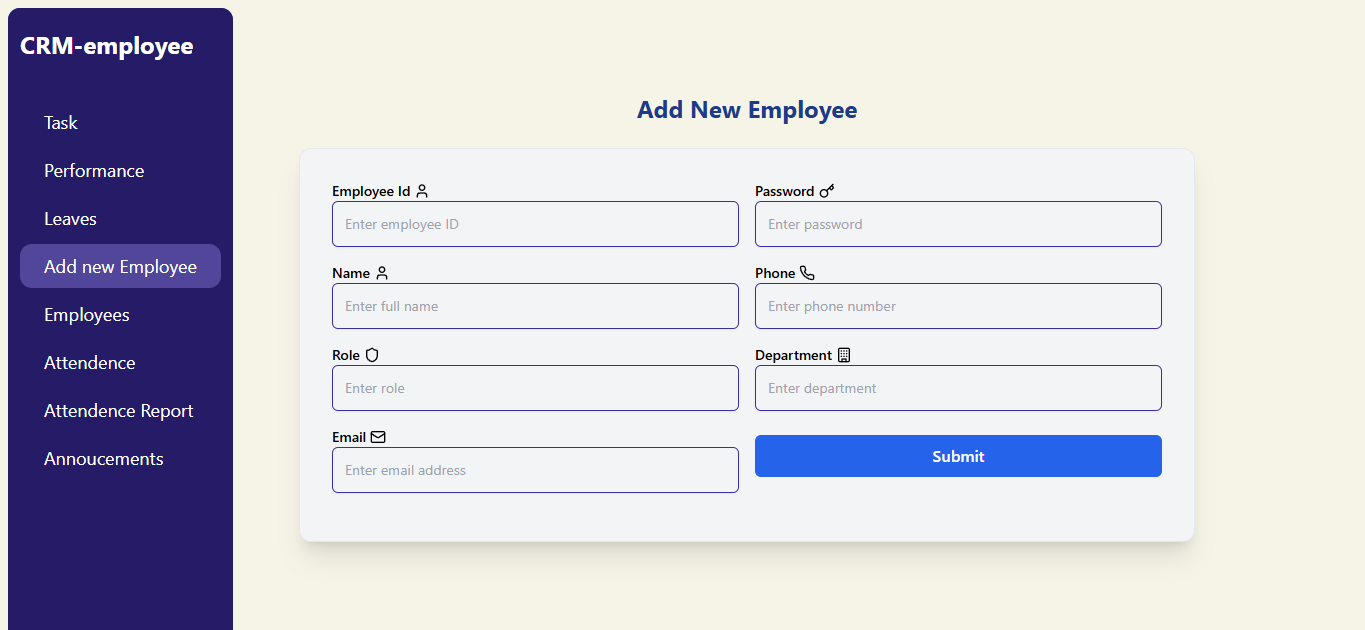 CRM-employee
Task
Performance
Leaves
Add new Employee
Employees
Attendence
Attendence Report
Annoucements
Add New Employee
Employee Id
Enter employee ID
Password
Enter password
Name
Enter full name
Phone
Enter phone number
Role
Enter role
Department
Enter department
Email
Enter email address
Submit